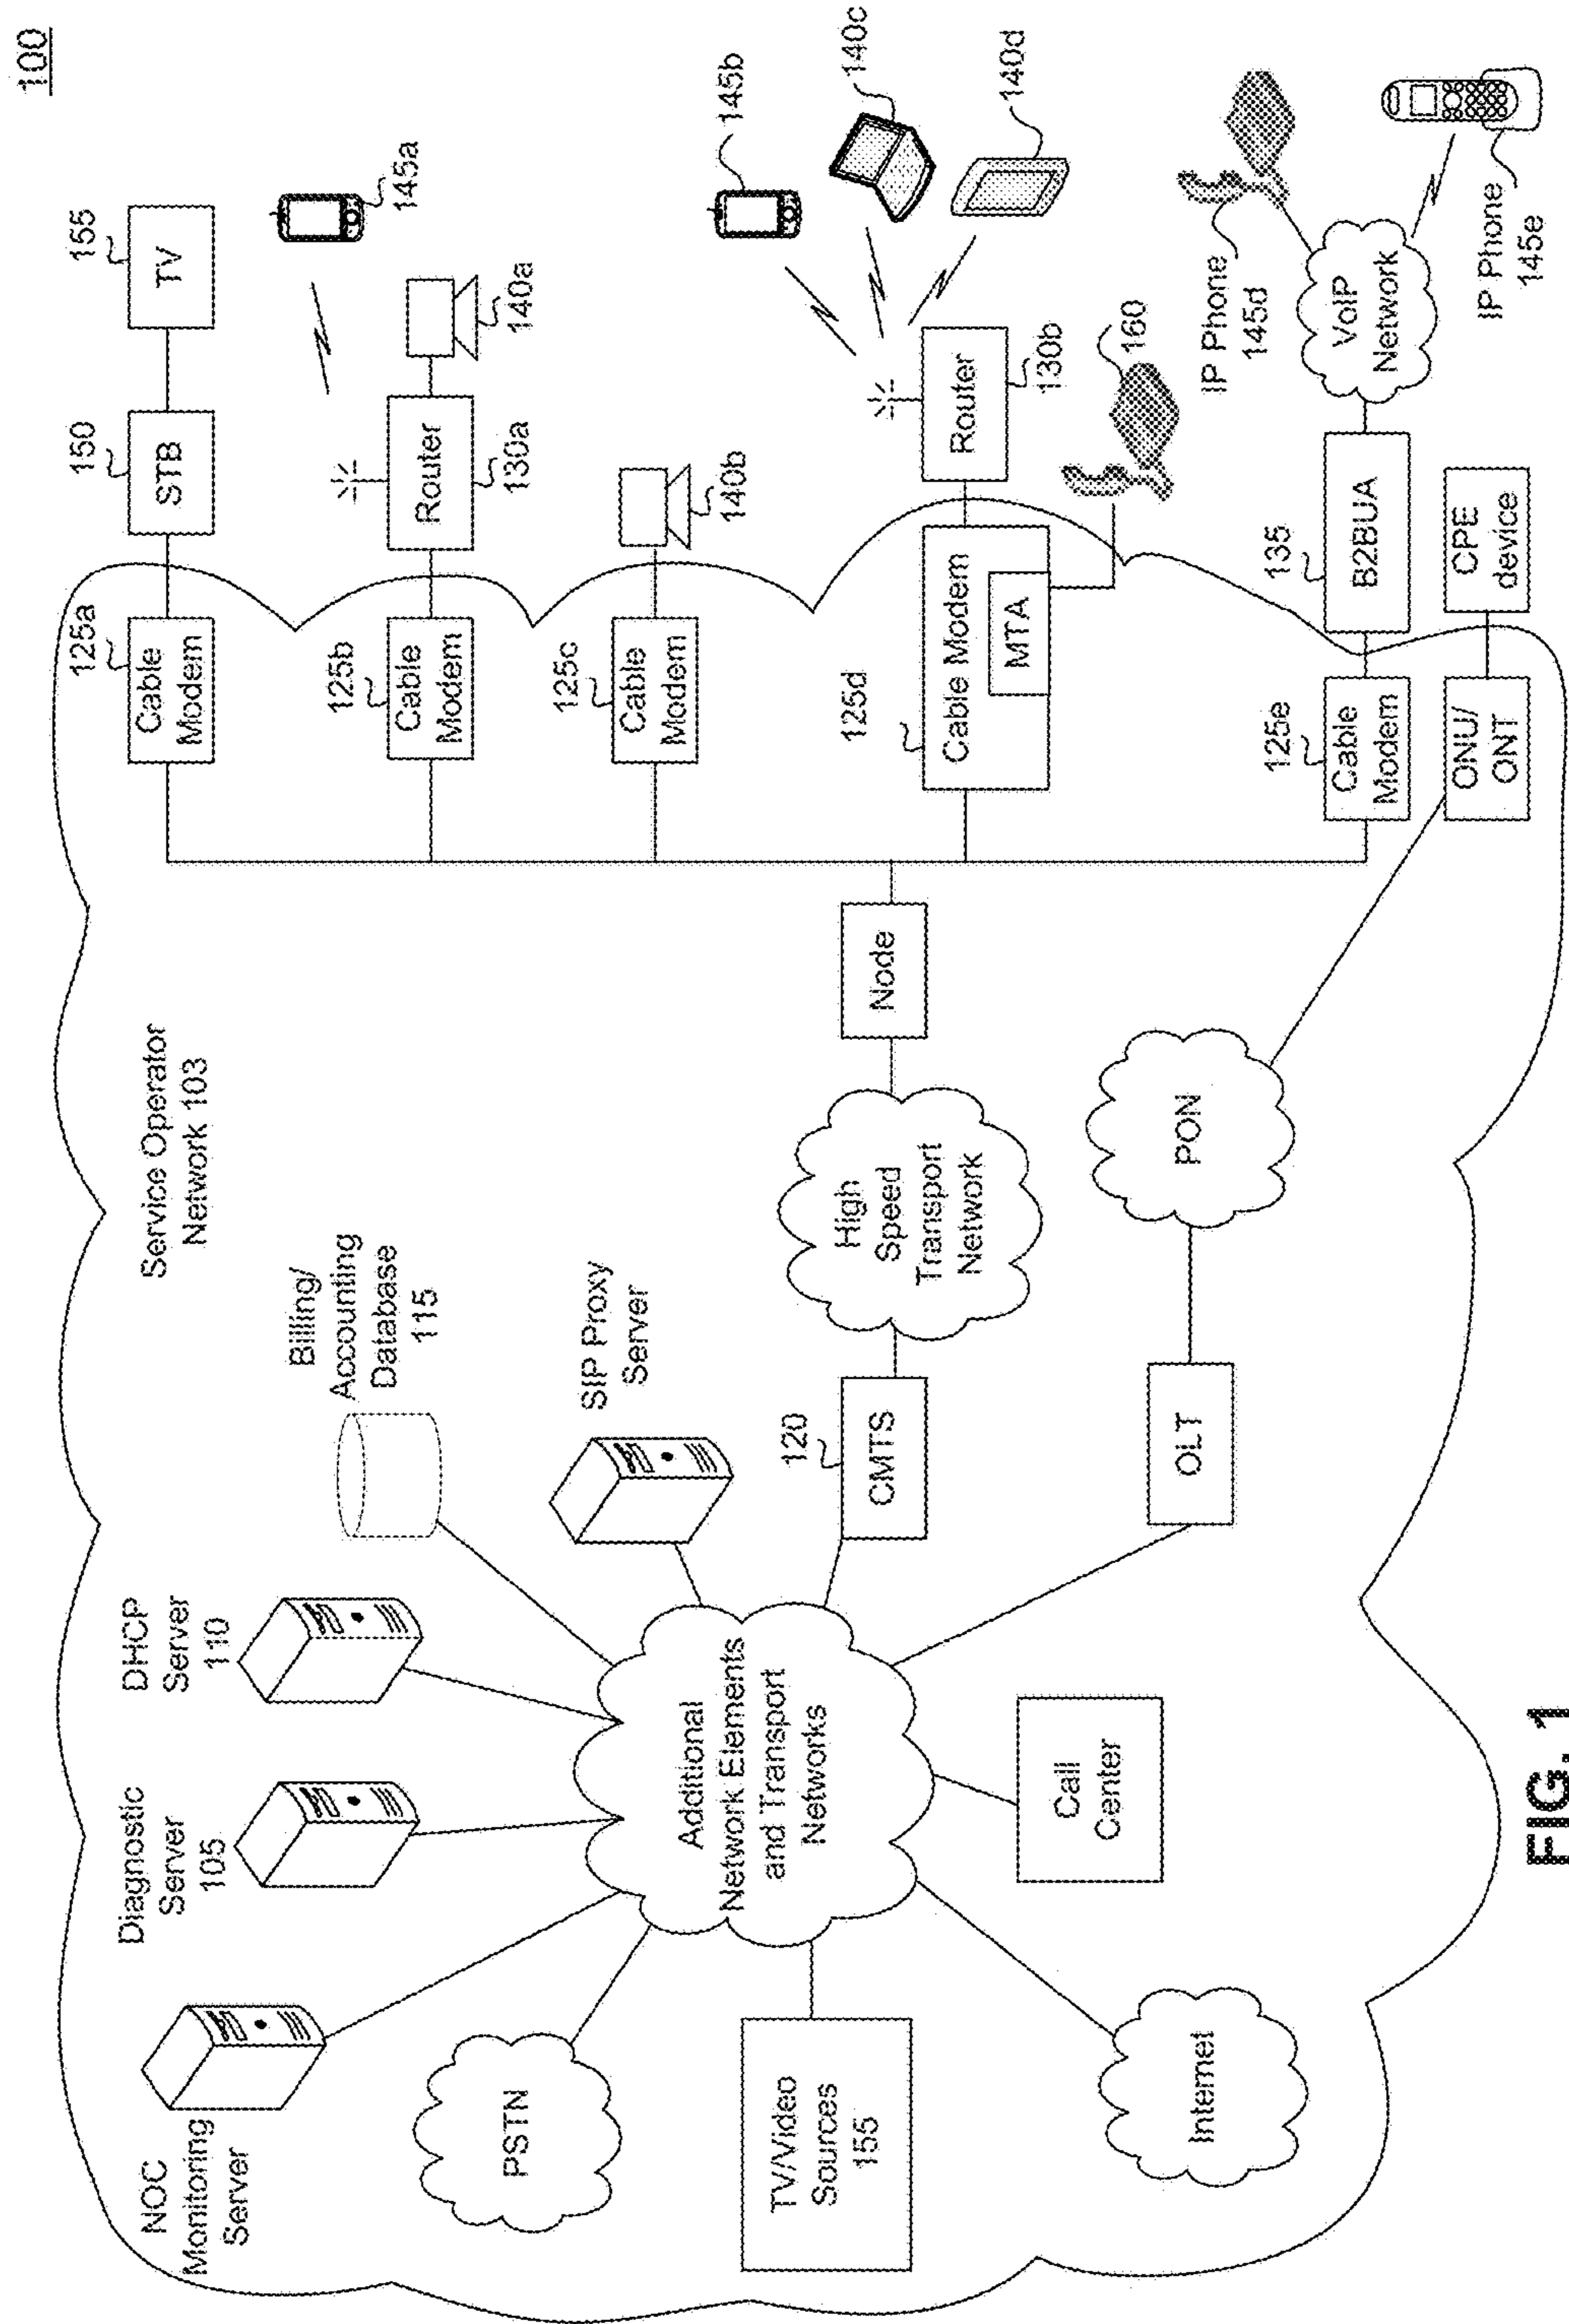 100
Service Operator
Network 103
NOC
Monitoring
Server
Diagnostic
Server
105
DHCP
Server
110
Billing/
Accounting
Database
115
SIP Proxy
Server
PSTN
TV/Video
Sources
155
Internet
Additional
Network Elements
and Transport
Networks
Call
Center
120
CMTS
OLT
High
Speed
Transport
Network
PON
Node
125a
Cable
Modem
150
STB
155
TV
125b
Cable
Modem
Router
130a
140a
145a
125c
Cable
Modem
140b
125d
Cable Modem
MTA
Router
130b
160
145b
140c
140d
125e
Cable
Modem
135
B2BUA
VoIP
Network
IP Phone
145d
IP Phone
145e
ONU/
ONT
CPE
device
FIG. 1